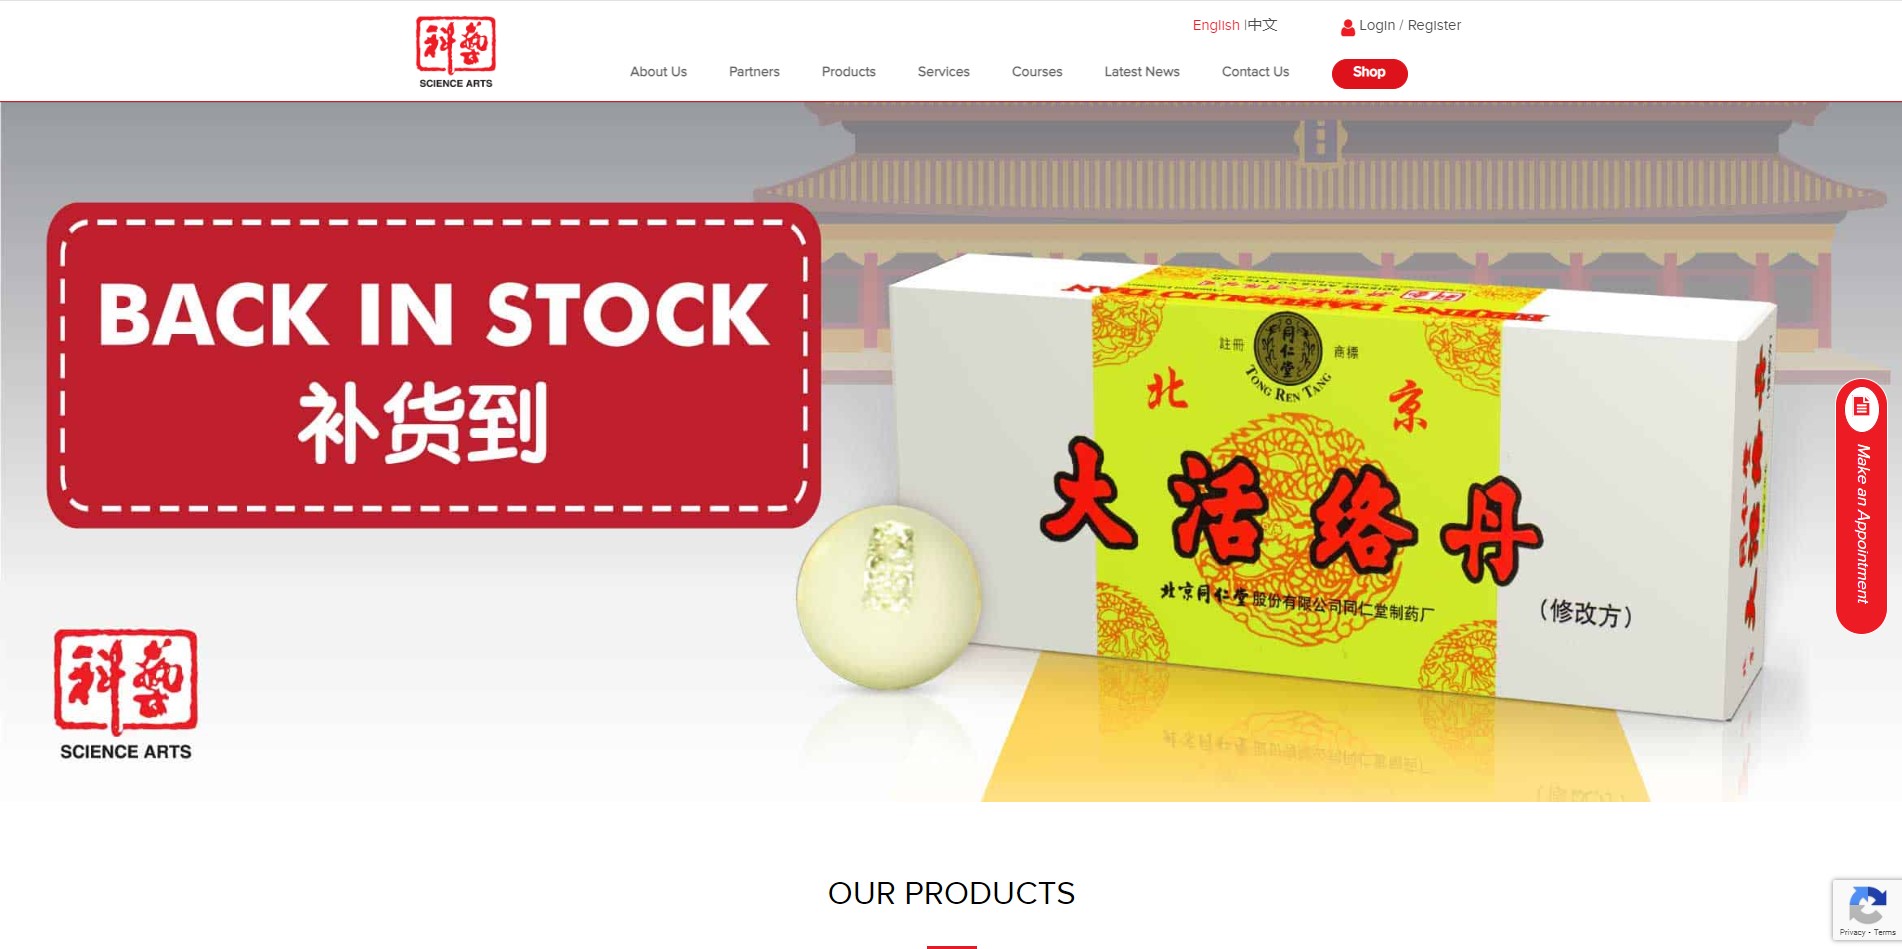 科藝
SCIENCE ARTS
English |中文
Login / Register
About Us
Partners
Products
Services
Courses
Latest News
Contact Us
Shop
BACK IN STOCK
补货到
BEIJING DAHUOLUO DAN
科藝
註冊
同仁堂
商標
TONG REN TANG
北京
大活络丹
北京同仁堂股份有限公司同仁堂制药厂
(修改方)
科藝
SCIENCE ARTS
Make an Appointment
OUR PRODUCTS
Privacy - Terms